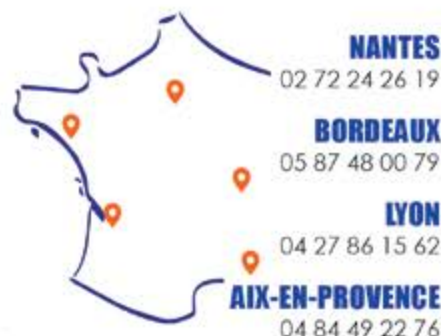 NANTES
02 72 24 26 19
BORDEAUX
05 87 48 00 79
LYON
04 27 86 15 62
AIX-EN-PROVENCE
04 84 49 22 76